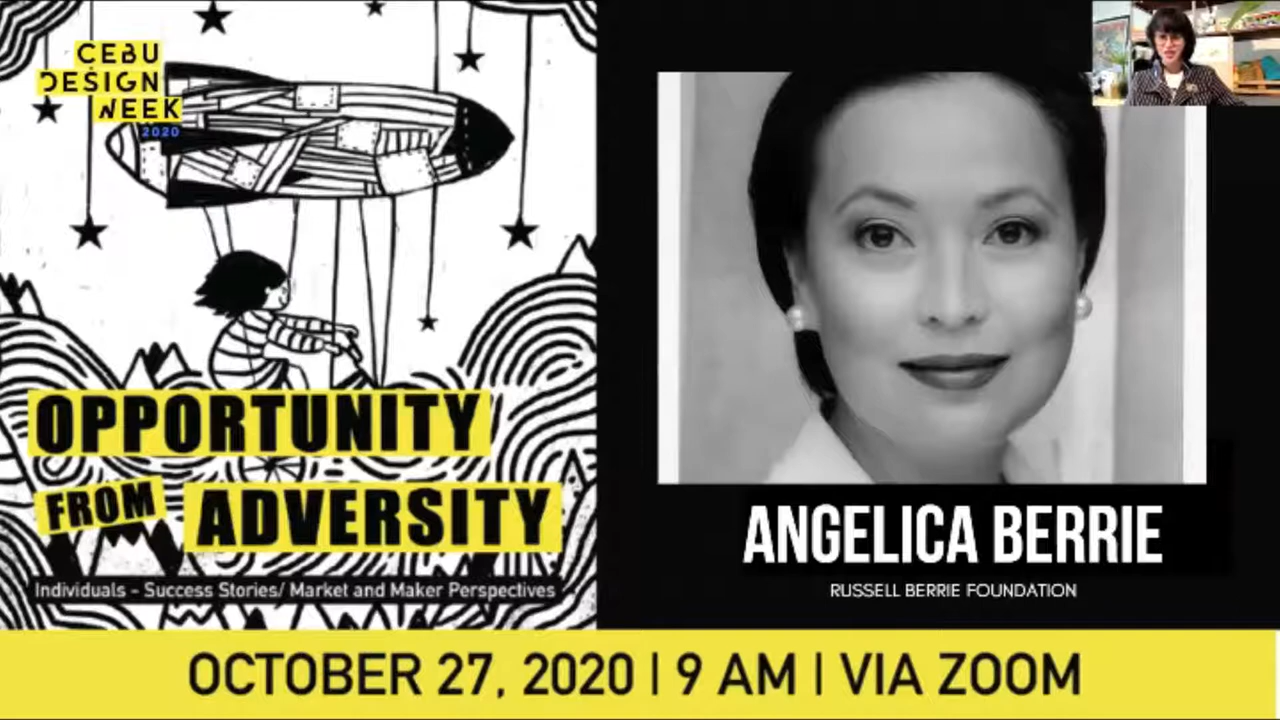 CEBU
DESIGN
WEEK
2020
OPPORTUNITY
FROM ADVERSITY
Individuals - Success Stories/ Market and Maker Perspectives
ANGELICA BERRIE
RUSSELL BERRIE FOUNDATION
OCTOBER 27, 2020 | 9 AM | VIA ZOOM